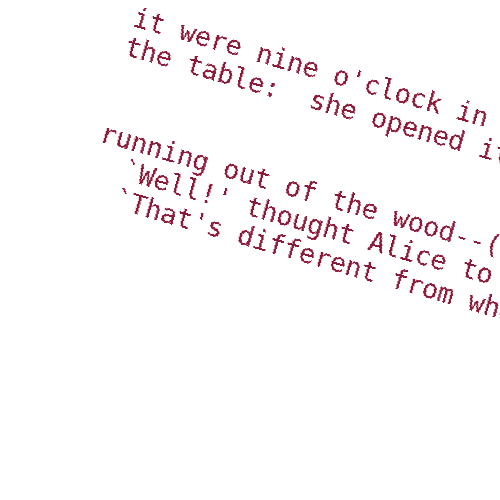 it were nine o'clock in
the table:  she opened it
running out of the wood--(
`Well!' thought Alice to
`That's different from